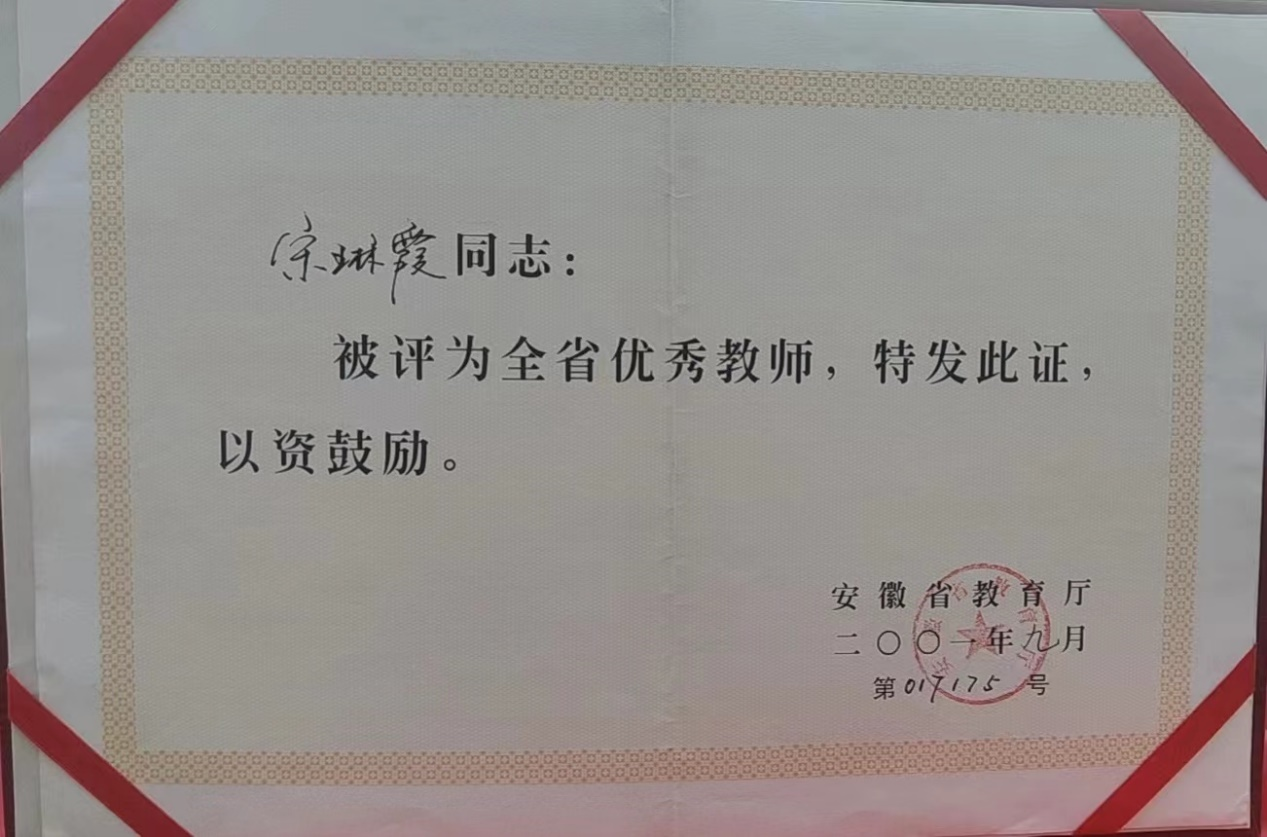 宋琳霞同志：
被评为全省优秀教师，特发此证，
以资鼓励。
安徽省教育厅
二〇〇一年九月
第017175号